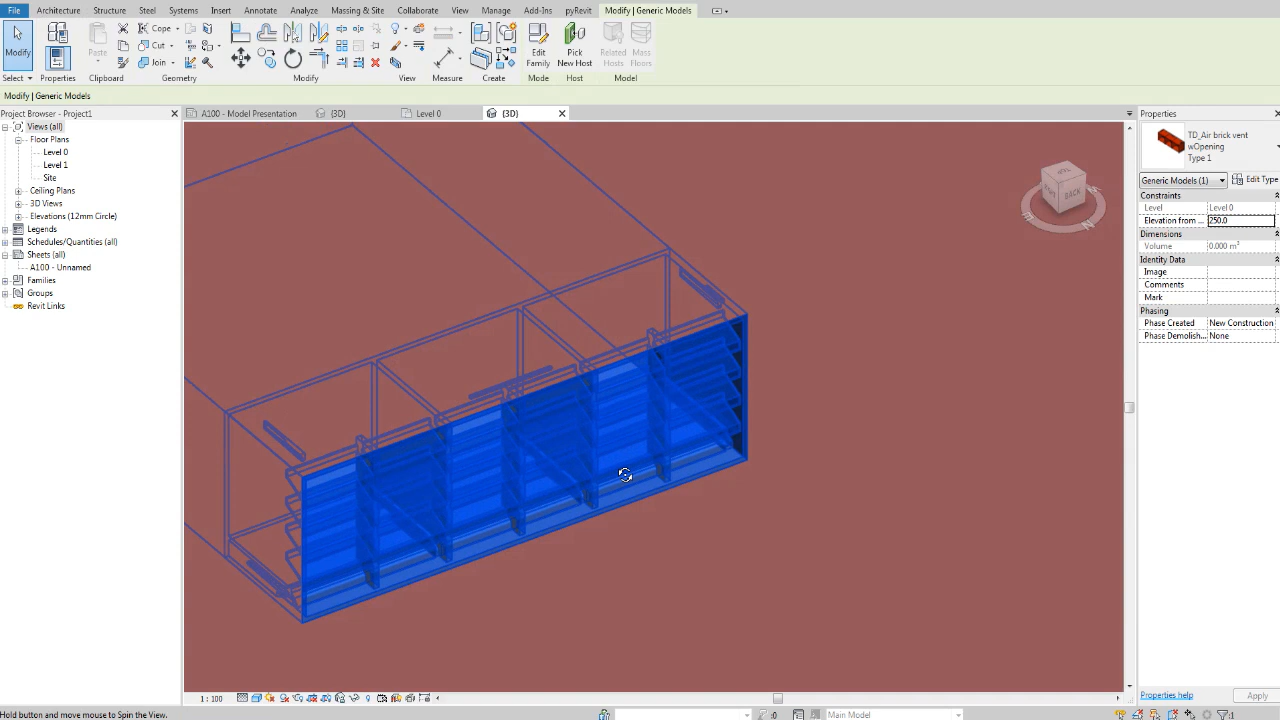 File Architecture Structure Steel Systems Insert Annotate Analyze Massing & Site Collaborate View Manage Add-Ins pyRevit Modify | Generic Models
Modify
Paste
Cope
Cut
Join
Edit Family
Pick New Host
Related Hosts
Mass Floors
Select Properties Clipboard Geometry Modify View Measure Create Mode Host Model
Modify | Generic Models
Project Browser - Project1
A100 - Model Presentation
(3D)
Level 0
(3D)
Properties
Views (all)
Floor Plans
Level 0
Level 1
Site
Ceiling Plans
3D Views
Elevations (12mm Circle)
Legends
Schedules/Quantities (all)
Sheets (all)
A100 - Unnamed
Families
Groups
Revit Links
BACK
TD_Air brick vent
wOpening
Type 1
Generic Models (1) Edit Type
Constraints
Level Level 0
Elevation from ... 250.0
Dimensions
Volume 0.000 m³
Identity Data
Image
Comments
Mark
Phasing
Phase Created New Construction
Phase Demolish... None
Properties help Apply
1 : 100
Hold button and move mouse to Spin the View.
:0
Main Model
:1